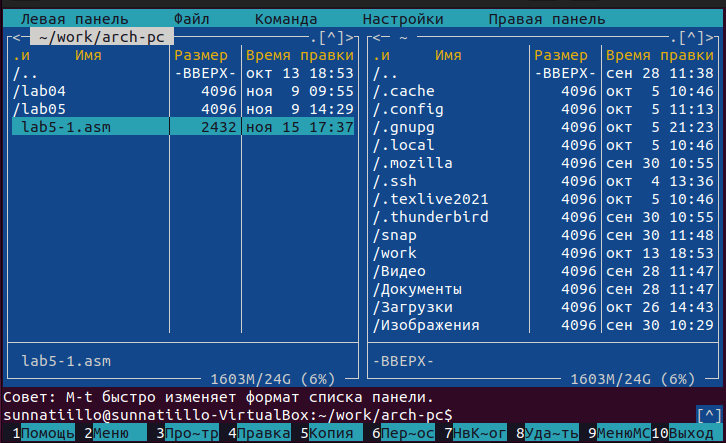 Левая панель Файл Команда Настройки Правая панель
<─ ~/work/arch-pc ─.[^]> <─ ~ ─.[^]>
.и Имя Размер Время правки .и Имя Размер Время правки
/.. -ВВЕРХ- окт 13 18:53 /.. -ВВЕРХ- сен 28 11:38
/lab04 4096 ноя 9 09:55 /.cache 4096 окт 5 10:46
/lab05 4096 ноя 9 14:29 /.config 4096 окт 5 11:13
lab5-1.asm 2432 ноя 15 17:37 /.gnupg 4096 окт 5 21:23
/.local 4096 окт 5 10:46
/.mozilla 4096 сен 30 10:55
/.ssh 4096 окт 4 13:36
/.texlive2021 4096 окт 5 10:46
/.thunderbird 4096 сен 30 10:55
/snap 4096 сен 30 11:48
/work 4096 окт 13 18:53
/Видео 4096 сен 28 11:47
/Документы 4096 сен 28 11:47
/Загрузки 4096 окт 26 14:43
/Изображения 4096 сен 30 10:29
lab5-1.asm -ВВЕРХ-
1603M/24G (6%) 1603M/24G (6%)
Совет: M-t быстро изменяет формат списка панели.
sunnatillo@sunnatillo-VirtualBox:~/work/arch-pc$ [^]
1Помощь 2Меню 3Про~тр 4Правка 5Копия 6Пер~ос 7НвК~ог 8Уда~ть 9МенюMC 10Выход